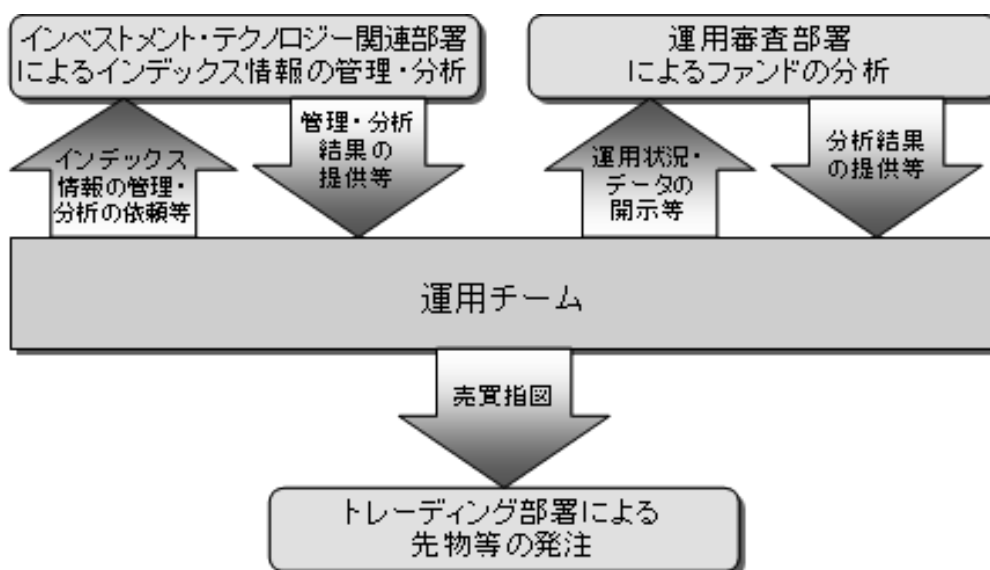 インベストメント・テクノロジー関連部署
によるインデックス情報の管理・分析
運用審査部署
によるファンドの分析
インデックス
情報の管理・
分析の依頼等
管理・分析
結果の
提供等
運用状況・
データの
開示等
分析結果
の提供等
運用チーム
売買指図
トレーディング部署による
先物等の発注